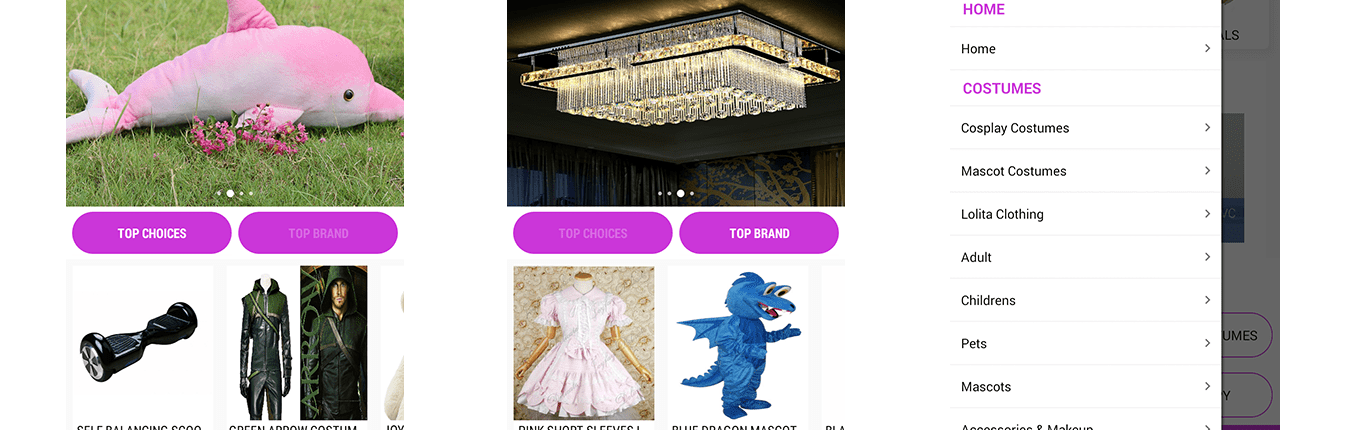 TOP CHOICES
TOP BRAND
SELF BALANCING SCOO
GREEN ARROW COSTUM
JOY
TOP CHOICES
TOP BRAND
PINK SHORT SLEEVES L
BLUE DRAGON MASCOT
BLA
HOME
Home
COSTUMES
Cosplay Costumes
Mascot Costumes
Lolita Clothing
Adult
Childrens
Pets
Mascots
Accessories & Makeup
ALS
/C
UMES
PY